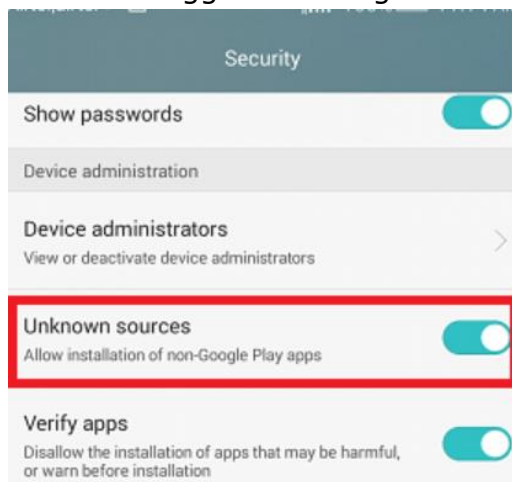 Security
Show passwords
Device administration
Device administrators
View or deactivate device administrators
Unknown sources
Allow installation of non-Google Play apps
Verify apps
Disallow the installation of apps that may be harmful,
or warn before installation